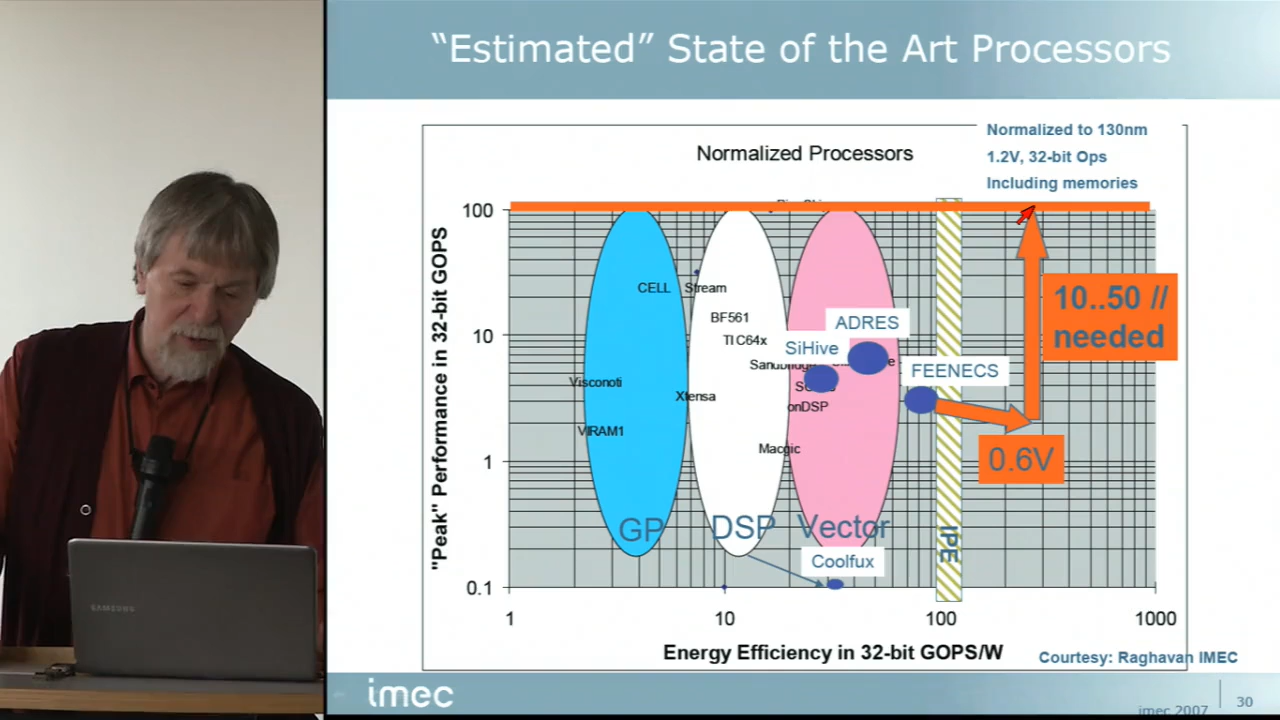 “Estimated” State of the Art Processors
Normalized to 130nm
1.2V, 32-bit Ops
Including memories
Normalized Processors
"Peak" Performance in 32-bit GOPS
100
10
1
0.1
CELL
Stream
BF561
TI C64x
ADRES
SiHive
FEENECS
Visconoti
Xtensa
onDSP
VIRAM1
Macgic
10..50 //
needed
0.6V
GP
DSP
Vector
IPE
Coolfux
1
10
100
1000
Energy Efficiency in 32-bit GOPS/W
Courtesy: Raghavan IMEC
imec
imec 2007
30
SAMSUNG